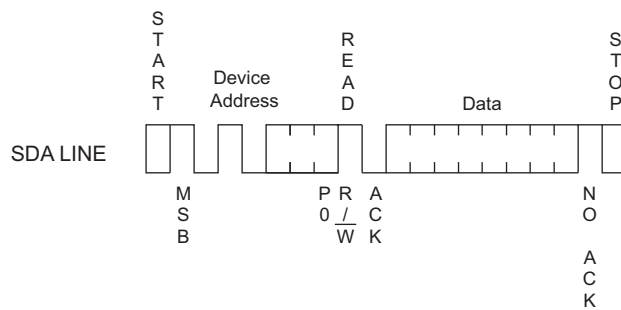 START
READ
STOP
Device
Address
Data
SDA LINE
MSB
P0
R/W
ACK
NO ACK